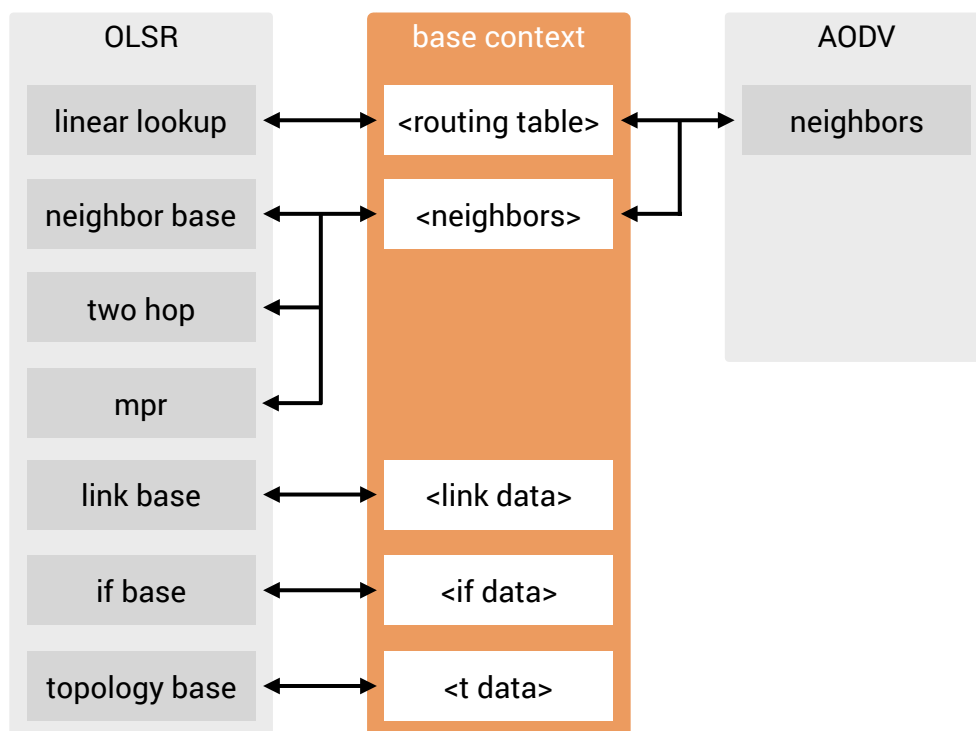 OLSR
base context
AODV
linear lookup
<routing table>
neighbors
neighbor base
<neighbors>
two hop
mpr
link base
<link data>
if base
<if data>
topology base
<t data>